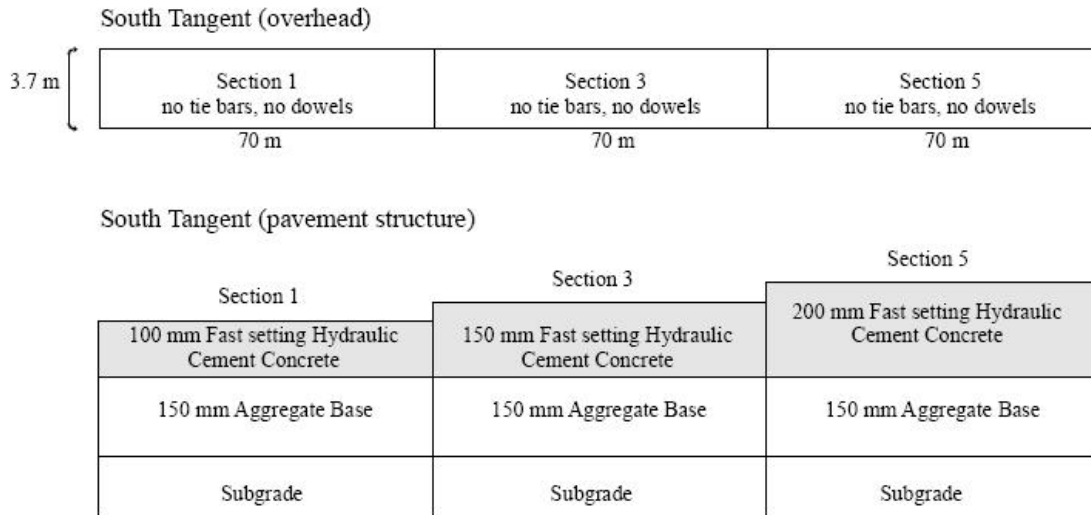 South Tangent (overhead)
3.7 m
Section 1
no tie bars, no dowels
Section 3
no tie bars, no dowels
Section 5
no tie bars, no dowels
70 m
70 m
70 m
South Tangent (pavement structure)
Section 1
Section 3
Section 5
100 mm Fast setting Hydraulic
Cement Concrete
150 mm Fast setting Hydraulic
Cement Concrete
200 mm Fast setting Hydraulic
Cement Concrete
150 mm Aggregate Base
150 mm Aggregate Base
150 mm Aggregate Base
Subgrade
Subgrade
Subgrade